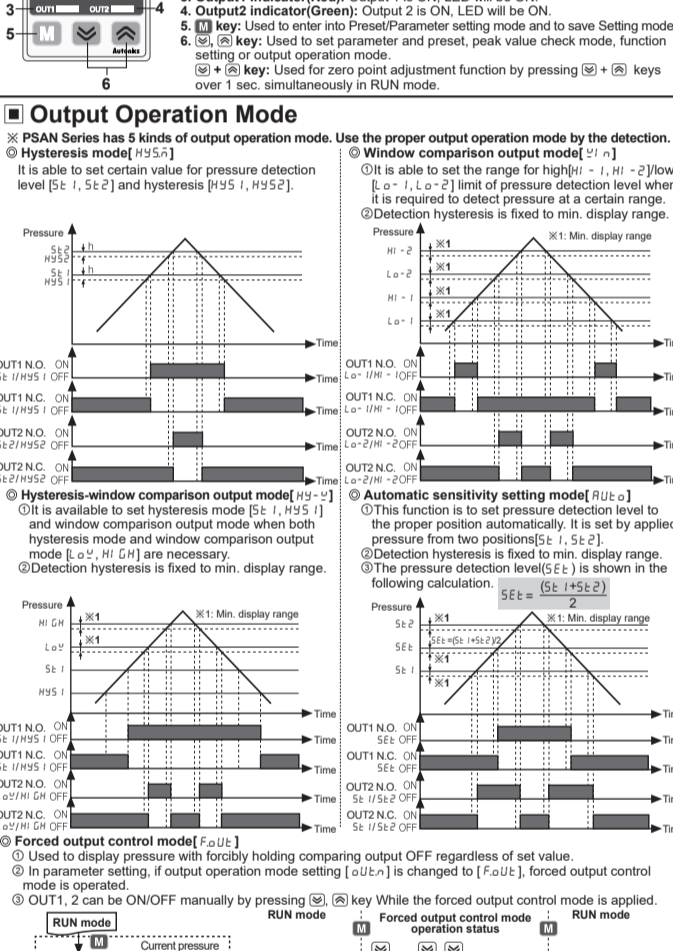 3
OUT1 OUT2
4
5
M
Autonics
6
4. Output2 indicator(Green): Output 2 is ON, LED will be ON.
5. M key: Used to enter into Preset/Parameter setting mode and to save Setting mode
6. key: Used to set parameter and preset, peak value check mode, function
setting or output operation mode.
+ key: Used for zero point adjustment function by pressing + keys
over 1 sec. simultaneously in RUN mode.
■ Output Operation Mode
※ PSAN Series has 5 kinds of output operation mode. Use the proper output operation mode by the detection.
◎ Hysteresis mode[HYS.n]
It is able to set certain value for pressure detection
level [St 1, St2] and hysteresis [HYS 1, HYS2].
Pressure
St2
h
HYS2
St 1
h
HYS 1
Time
OUT1 N.O. ON
St 1/HYS 1 OFF
Time
OUT1 N.C. ON
St 1/HYS 1 OFF
Time
OUT2 N.O. ON
St2/HYS2 OFF
Time
OUT2 N.C. ON
St2/HYS2 OFF
Time
◎ Window comparison output mode[ ]
①It is able to set the range for high[HI - 1, HI -2]/low
[Lo- 1, Lo-2] limit of pressure detection level when
it is required to detect pressure at a certain range.
②Detection hysteresis is fixed to min. display range.
Pressure
※1: Min. display range
HI -2
※1
Lo-2
※1
HI - 1
※1
Lo- 1
※1
OUT1 N.O. ON
Lo- 1/HI - 1OFF
OUT1 N.C. ON
Lo- 1/HI - 1OFF
OUT2 N.O. ON
Lo-2/HI -2OFF
OUT2 N.C. ON
Lo-2/HI -2OFF
◎ Hysteresis-window comparison output mode[ ]
①It is available to set hysteresis mode [St 1, HYS 1]
and window comparison output mode when both
hysteresis mode and window comparison output
mode [ , HI GH] are necessary.
②Detection hysteresis is fixed to min. display range.
Pressure
※1: Min. display range
HI GH
※1
※1
St 1
HYS 1
Time
OUT1 N.O. ON
St 1/HYS 1 OFF
Time
OUT1 N.C. ON
St 1/HYS 1 OFF
Time
OUT2 N.O. ON
/HI GH OFF
Time
OUT2 N.C. ON
/HI GH OFF
Time
◎ Automatic sensitivity setting mode[AUto]
①This function is to set pressure detection level to
the proper position automatically. It is set by applied
pressure from two positions[St 1, St2].
②Detection hysteresis is fixed to min. display range.
③The pressure detection level(SEt) is shown in the
following calculation.
SEt = (St 1+St2)
2
Pressure
※1: Min. display range
St2
※1
SEt=(St 1+St2)/2
SEt
※1
St 1
※1
OUT1 N.O. ON
SEt OFF
OUT1 N.C. ON
SEt OFF
OUT2 N.O. ON
St 1/St2 OFF
OUT2 N.C. ON
St 1/St2 OFF
◎ Forced output control mode[F.oUt]
① Used to display pressure with forcibly holding comparing output OFF regardless of set value.
② In parameter setting, if output operation mode setting [oUt.n] is changed to [F.oUt], forced output control
mode is operated.
③ OUT1, 2 can be ON/OFF manually by pressing , key While the forced output control mode is applied.
RUN mode
M
Current pressure
RUN mode
M
Forced output control mode
operation status
M
RUN mode